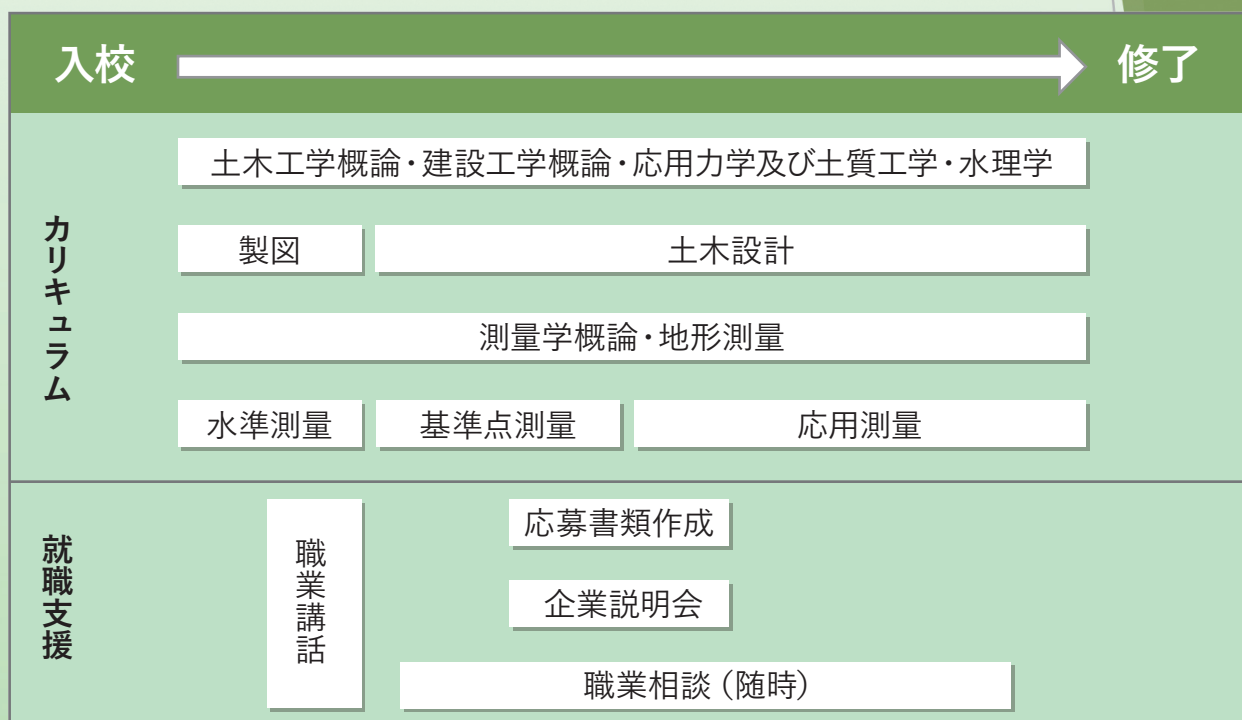 入校
修了
カリキュラム
土木工学概論・建設工学概論・応用力学及び土質工学・水理学
製図
土木設計
測量学概論・地形測量
水準測量
基準点測量
応用測量
就職支援
職業講話
応募書類作成
企業説明会
職業相談（随時）